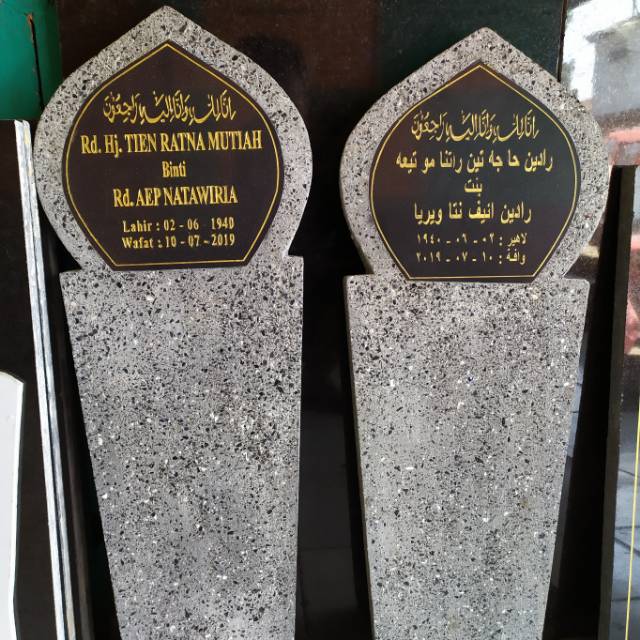 إنا لله وإنا إليه راجعون
Rd. Hj. TIEN RATNA MUTIAH
Binti
Rd. AEP NATAWIRIA
Lahir : 02 - 06 - 1940
Wafat : 10 - 07 - 2019
إنا لله وإنا إليه راجعون
رادين حا جه تين راتنا مو تيعه
بنت
رادين انيف نتا ويريا
لاهير : ٠٢ - ٠٦ - ١٩٤٠
وافة : ١٠ - ٠٧ - ٢٠١٩